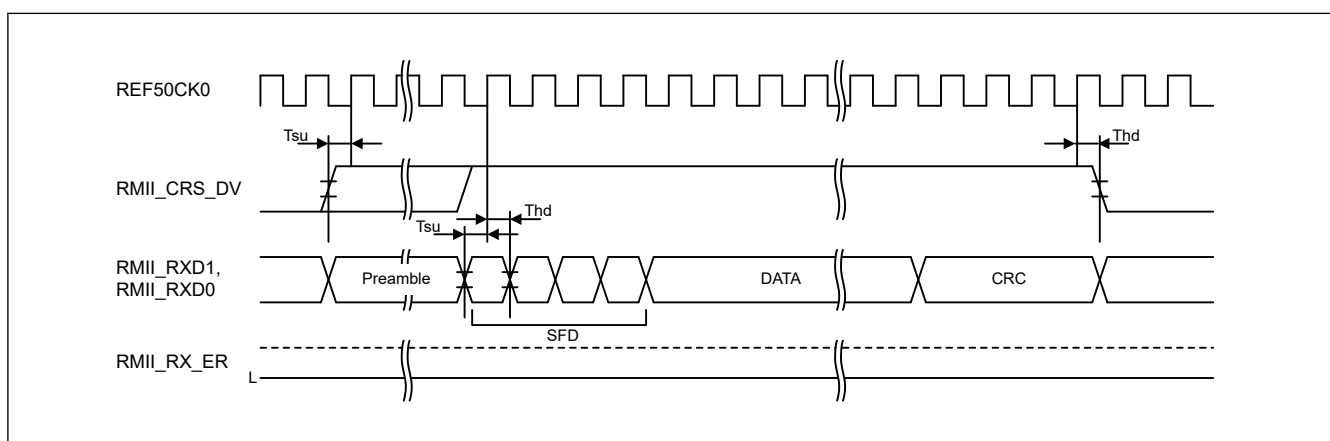 REF50CK0
Tsu
Thd
RMII_CRS_DV
Tsu
Thd
RMII_RXD1,
RMII_RXD0
Preamble
DATA
CRC
SFD
RMII_RX_ER
L